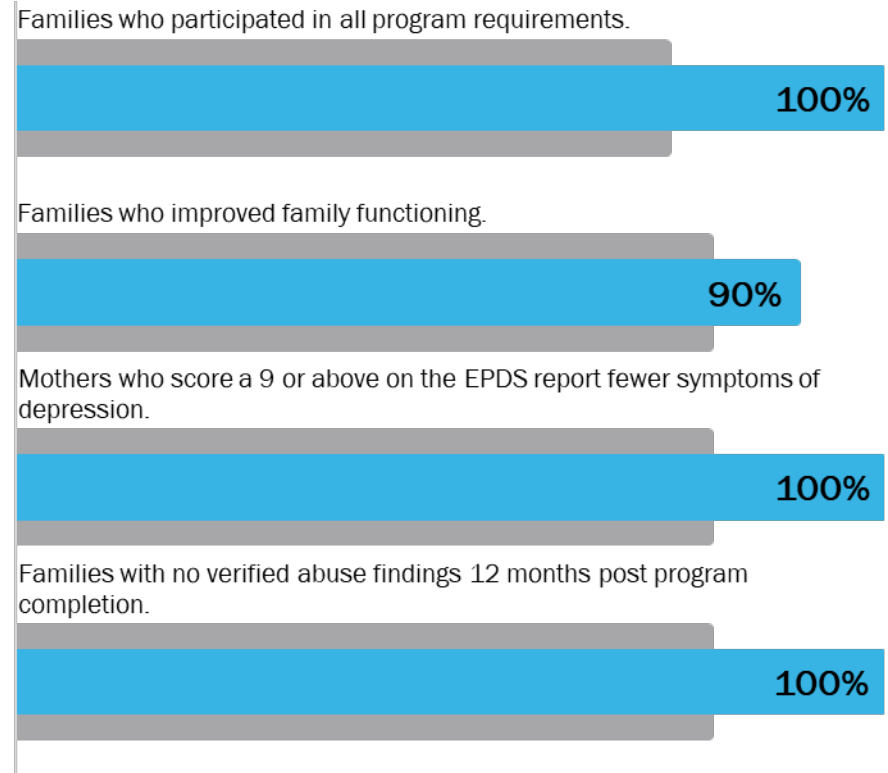 Families who participated in all program requirements.
100%
Families who improved family functioning.
90%
Mothers who score a 9 or above on the EPDS report fewer symptoms of
depression.
100%
Families with no verified abuse findings 12 months post program
completion.
100%